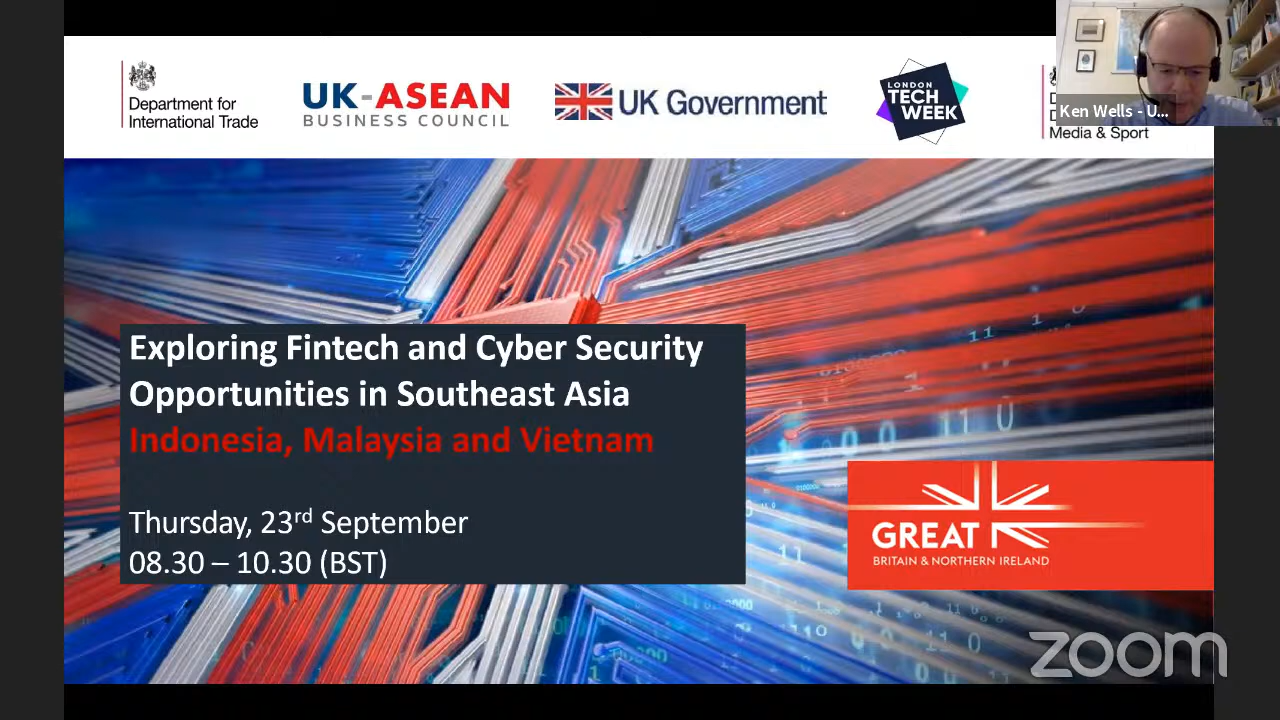 Department for
International Trade
UK-ASEAN
BUSINESS COUNCIL
UK Government
LONDON
TECH
WEEK
Ken Wells - U...
Media & Sport
Exploring Fintech and Cyber Security
Opportunities in Southeast Asia
Indonesia, Malaysia and Vietnam
Thursday, 23rd September
08.30 – 10.30 (BST)
GREAT
BRITAIN & NORTHERN IRELAND
zoom